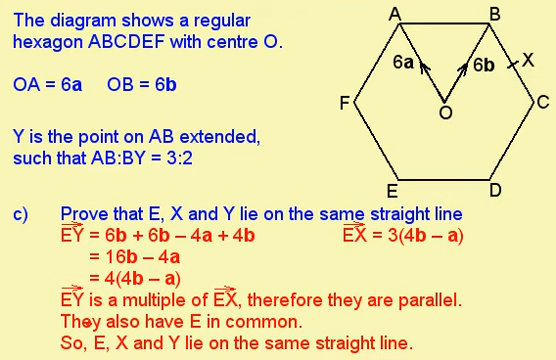 The diagram shows a regular
hexagon ABCDEF with centre O.
OA = 6a OB = 6b
Y is the point on AB extended,
such that AB:BY = 3:2
A
B
6a
6b
X
F
O
C
E
D
c) Prove that E, X and Y lie on the same straight line
EY = 6b + 6b – 4a + 4b EX = 3(4b – a)
= 16b – 4a
= 4(4b – a)
EY is a multiple of EX, therefore they are parallel.
They also have E in common.
So, E, X and Y lie on the same straight line.